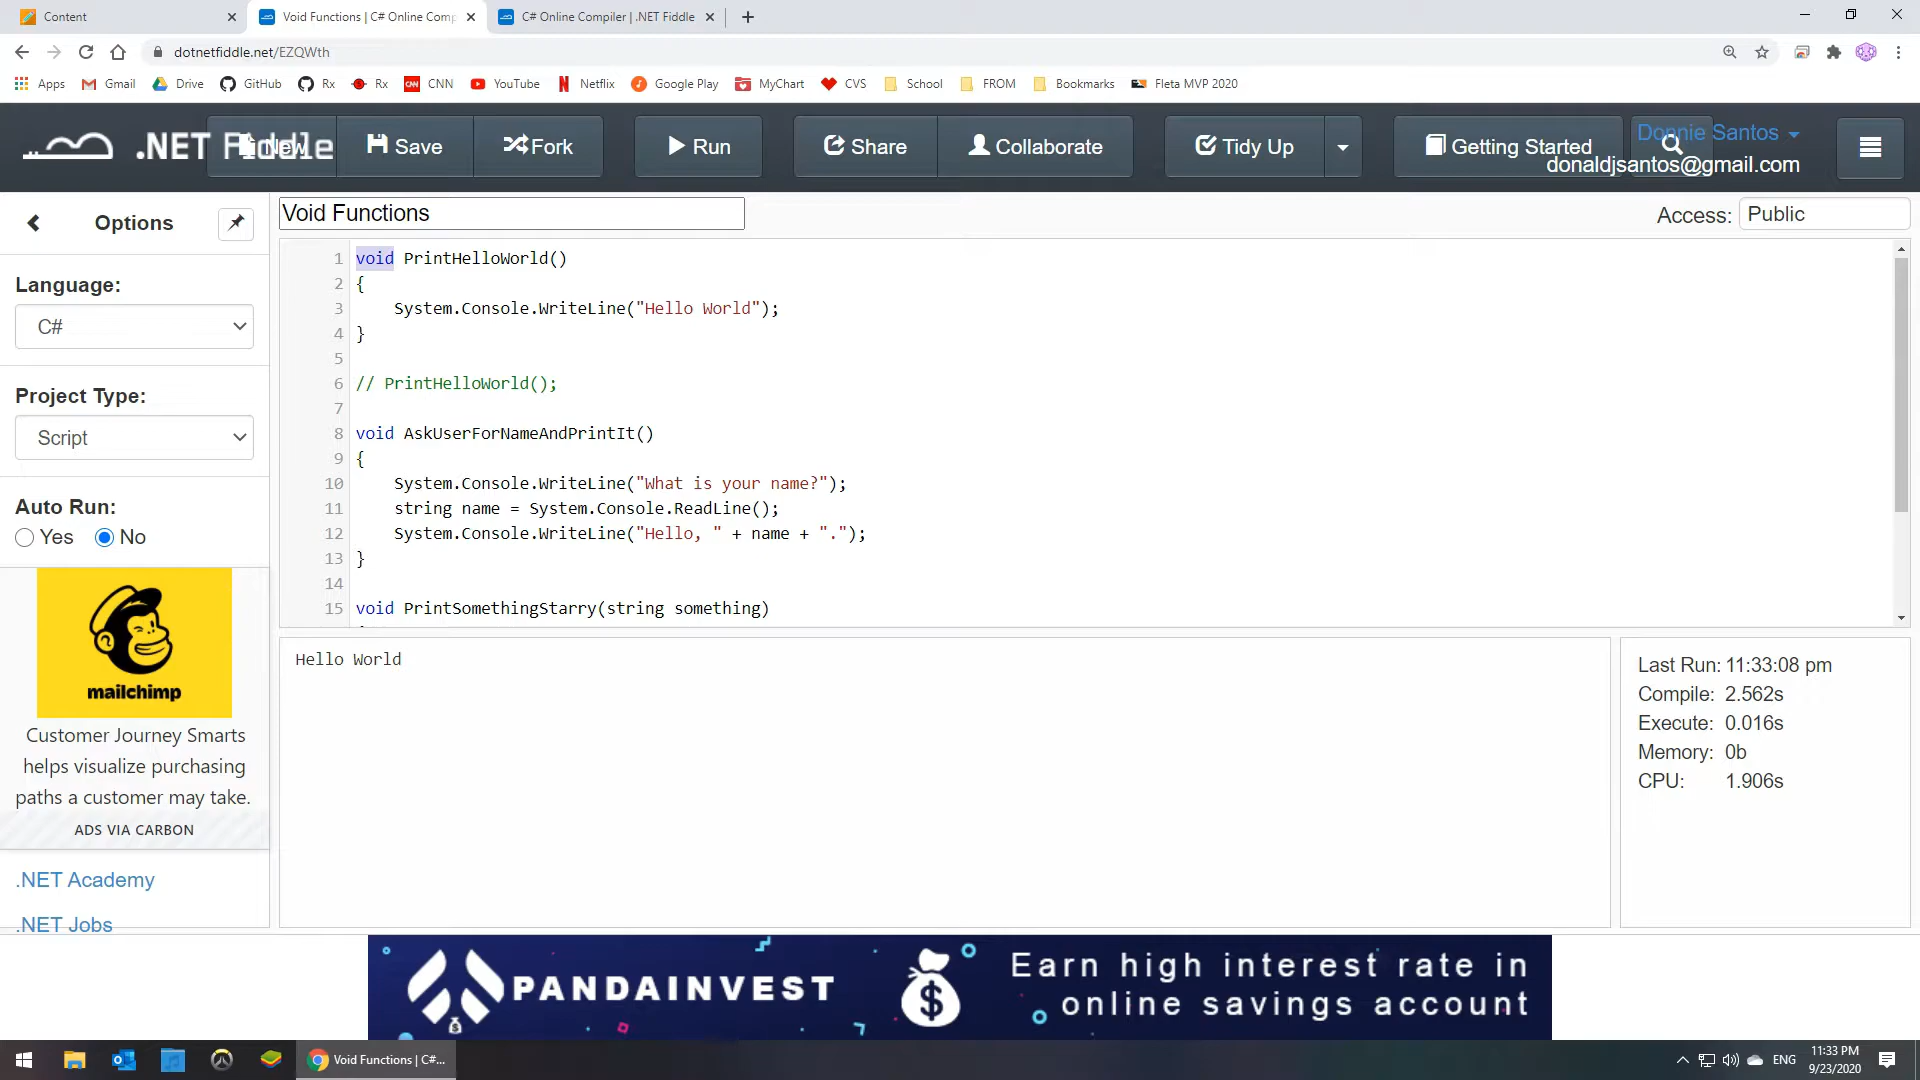 Content
Void Functions | C# Online Comp
C# Online Compiler | .NET Fiddle
dotnetfiddle.net/EZQWth
Apps
Gmail
Drive
GitHub
Rx
Rx
CNN
YouTube
Netflix
Google Play
MyChart
CVS
School
FROM
Bookmarks
Fleta MVP 2020
.NET Fiddle
New
Save
Fork
Run
Share
Collaborate
Tidy Up
Getting Started
Donnie Santos
donaldjsantos@gmail.com
Options
Void Functions
Access: Public
Language:
C#
Project Type:
Script
Auto Run:
Yes No
1 void PrintHelloWorld()
2 {
3 System.Console.WriteLine("Hello World");
4 }
5
6 // PrintHelloWorld();
7
8 void AskUserForNameAndPrintIt()
9 {
10 System.Console.WriteLine("What is your name?");
11 string name = System.Console.ReadLine();
12 System.Console.WriteLine("Hello, " + name + ".");
13 }
14
15 void PrintSomethingStarry(string something)
mailchimp
Customer Journey Smarts
helps visualize purchasing
paths a customer may take.
ADS VIA CARBON
.NET Academy
.NET Jobs
Hello World
Last Run: 11:33:08 pm
Compile: 2.562s
Execute: 0.016s
Memory: 0b
CPU: 1.906s
PANDAINVEST
Earn high interest rate in
online savings account
Void Functions | C#...
ENG
11:33 PM
9/23/2020